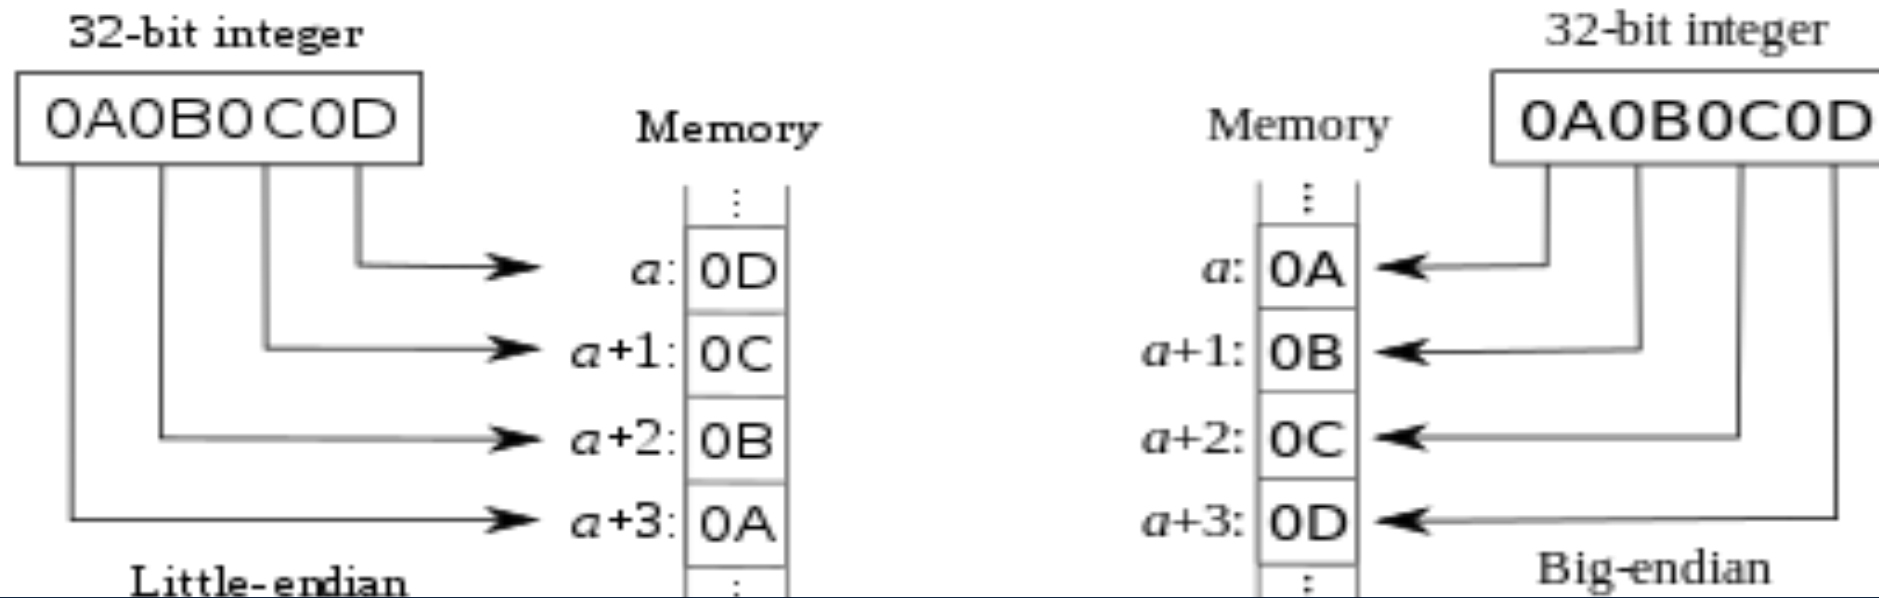 32-bit integer
0A0B0C0D
Memory
⋮
a: 0D
a+1: 0C
a+2: 0B
a+3: 0A
⋮
Little-endian
32-bit integer
0A0B0C0D
Memory
⋮
a: 0A
a+1: 0B
a+2: 0C
a+3: 0D
⋮
Big-endian